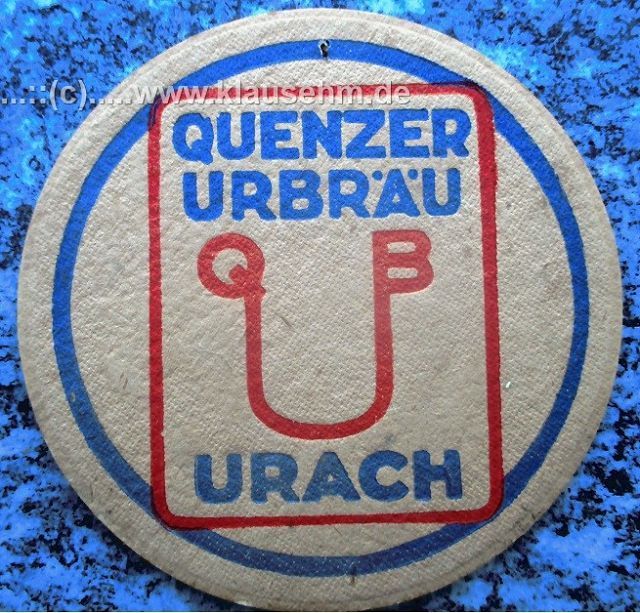 ...::(c).....www.klausehm.de
QUENZER
URBRÄU
Q U B
URACH